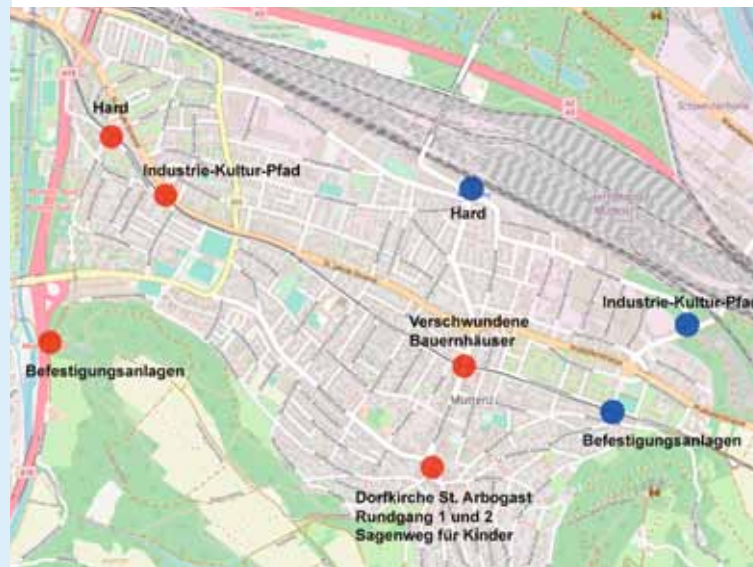 Hard
Industrie-Kultur-Pfad
Hard
Industrie-Kultur-Pfad
Verschwundene
Bauernhäuser
Befestigungsanlagen
Muttenz
Befestigungsanlagen
Dorfkirche St. Arbogast
Rundgang 1 und 2
Sagenweg für Kinder